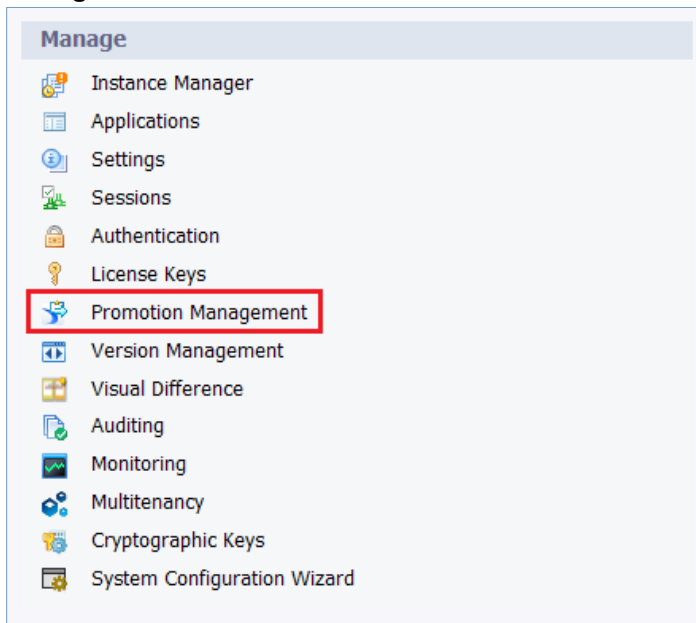 Manage
Instance Manager
Applications
Settings
Sessions
Authentication
License Keys
Promotion Management
Version Management
Visual Difference
Auditing
Monitoring
Multitenancy
Cryptographic Keys
System Configuration Wizard